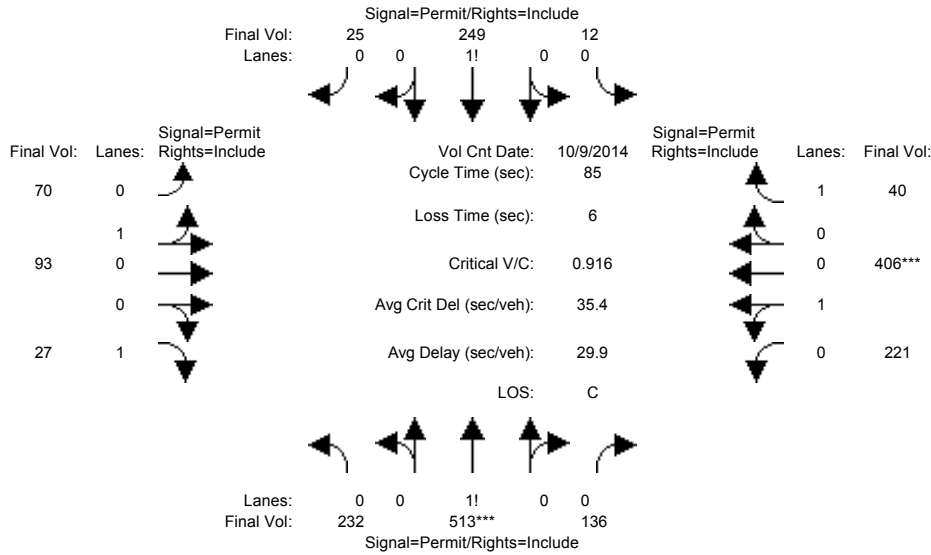 Signal=Permit/Rights=Include
Final Vol: 25 249 12
Lanes: 0 0 1! 0 0
Signal=Permit Signal=Permit
Final Vol: Lanes: Rights=Include Vol Cnt Date: 10/9/2014 Rights=Include Lanes: Final Vol:
Cycle Time (sec): 85
70 0 1 40
Loss Time (sec): 6
1 0
93 0 Critical V/C: 0.916 0 406***
0 Avg Crit Del (sec/veh): 35.4 1
27 1 Avg Delay (sec/veh): 29.9 0 221
LOS: C
Lanes: 0 0 1! 0 0
Final Vol: 232 513*** 136
Signal=Permit/Rights=Include